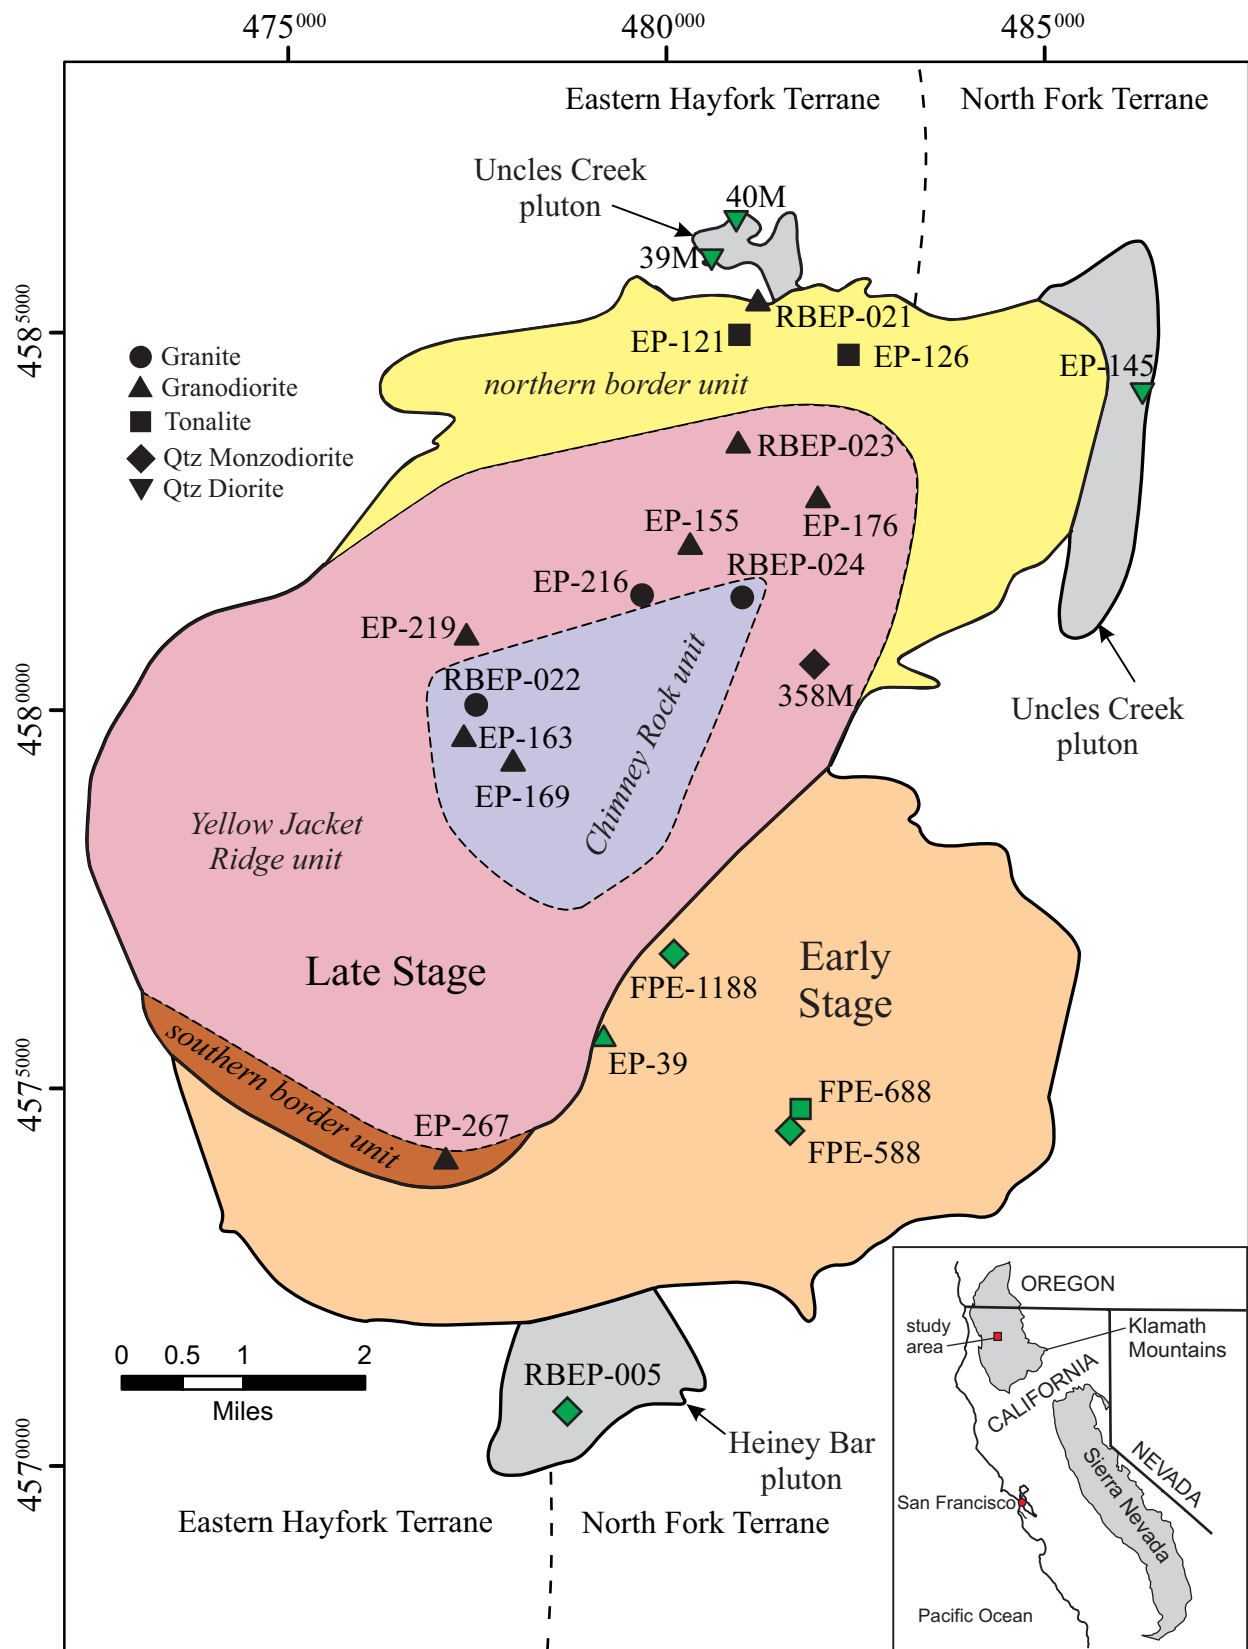 475000
480000
485000
Eastern Hayfork Terrane
North Fork Terrane
Uncles Creek
pluton
40M
39M
4585000
RBEP-021
EP-121
EP-126
EP-145
northern border unit
Granite
Granodiorite
Tonalite
Qtz Monzodiorite
Qtz Diorite
RBEP-023
EP-176
EP-155
RBEP-024
EP-216
EP-219
RBEP-022
358M
4580000
EP-163
EP-169
Chimney Rock unit
Uncles Creek
pluton
Yellow Jacket
Ridge unit
Late Stage
Early
Stage
FPE-1188
EP-39
4575000
southern border unit
EP-267
FPE-688
FPE-588
0 0.5 1 2
Miles
RBEP-005
Heiney Bar
pluton
4570000
Eastern Hayfork Terrane
North Fork Terrane
OREGON
study
area
Klamath
Mountains
CALIFORNIA
NEVADA
San Francisco
Sierra Nevada
Pacific Ocean